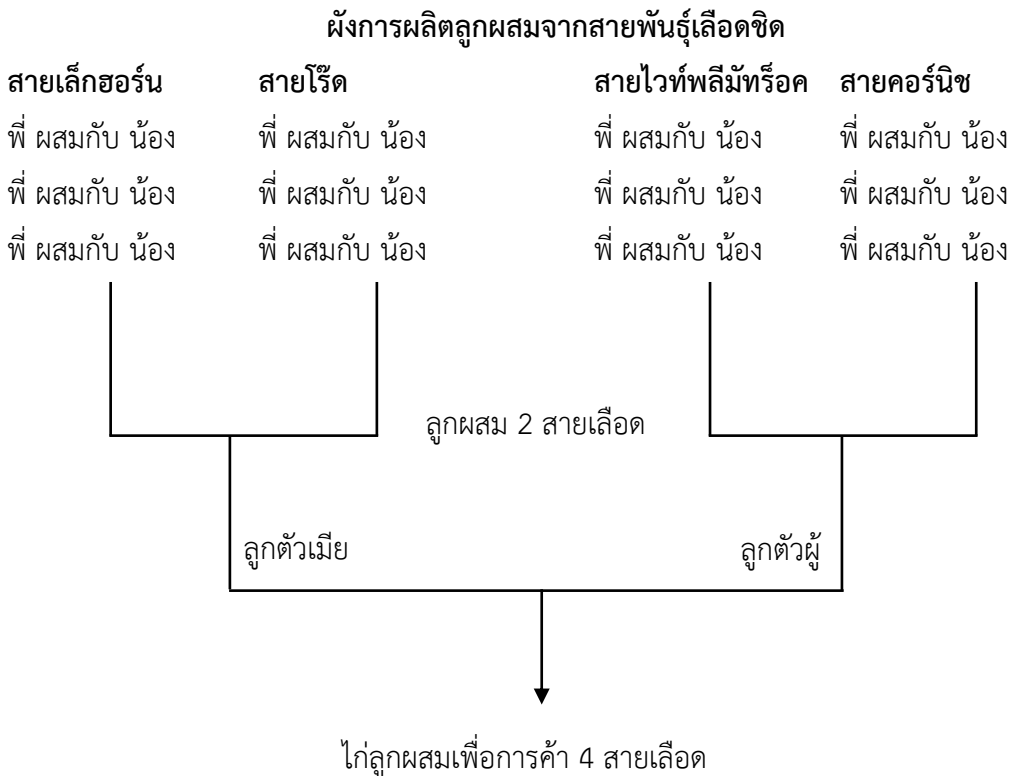 ผังการผลิตลูกผสมจากสายพันธุ์เลือดชิด
สายเล็กฮอร์น สายโร๊ด สายไวท์พลีมัทร็อค สายคอร์นิช
พี่ ผสมกับ น้อง พี่ ผสมกับ น้อง พี่ ผสมกับ น้อง พี่ ผสมกับ น้อง
พี่ ผสมกับ น้อง พี่ ผสมกับ น้อง พี่ ผสมกับ น้อง พี่ ผสมกับ น้อง
พี่ ผสมกับ น้อง พี่ ผสมกับ น้อง พี่ ผสมกับ น้อง พี่ ผสมกับ น้อง
ลูกผสม 2 สายเลือด
ลูกตัวเมีย ลูกตัวผู้
ไก่ลูกผสมเพื่อการค้า 4 สายเลือด